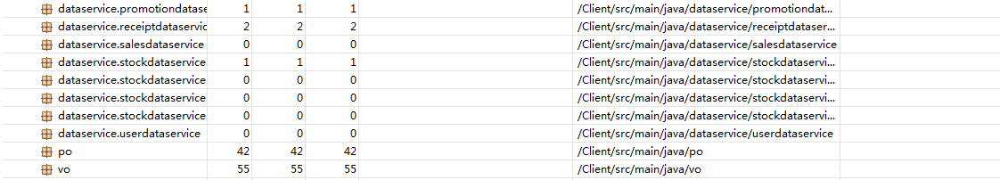 dataservice.promotiondatase 1 1 1 /Client/src/main/java/dataservice/promotiondat...
dataservice.receiptdataservic 2 2 2 /Client/src/main/java/dataservice/receiptdataser...
dataservice.salesdataservice 0 0 0 /Client/src/main/java/dataservice/salesdataservice
dataservice.stockdataservice. 1 1 1 /Client/src/main/java/dataservice/stockdataservi...
dataservice.stockdataservice. 0 0 0 /Client/src/main/java/dataservice/stockdataservi...
dataservice.stockdataservice. 0 0 0 /Client/src/main/java/dataservice/stockdataservi...
dataservice.stockdataservice. 0 0 0 /Client/src/main/java/dataservice/stockdataservi...
dataservice.userdataservice 0 0 0 /Client/src/main/java/dataservice/userdataservice
po 42 42 42 /Client/src/main/java/po
vo 55 55 55 /Client/src/main/java/vo